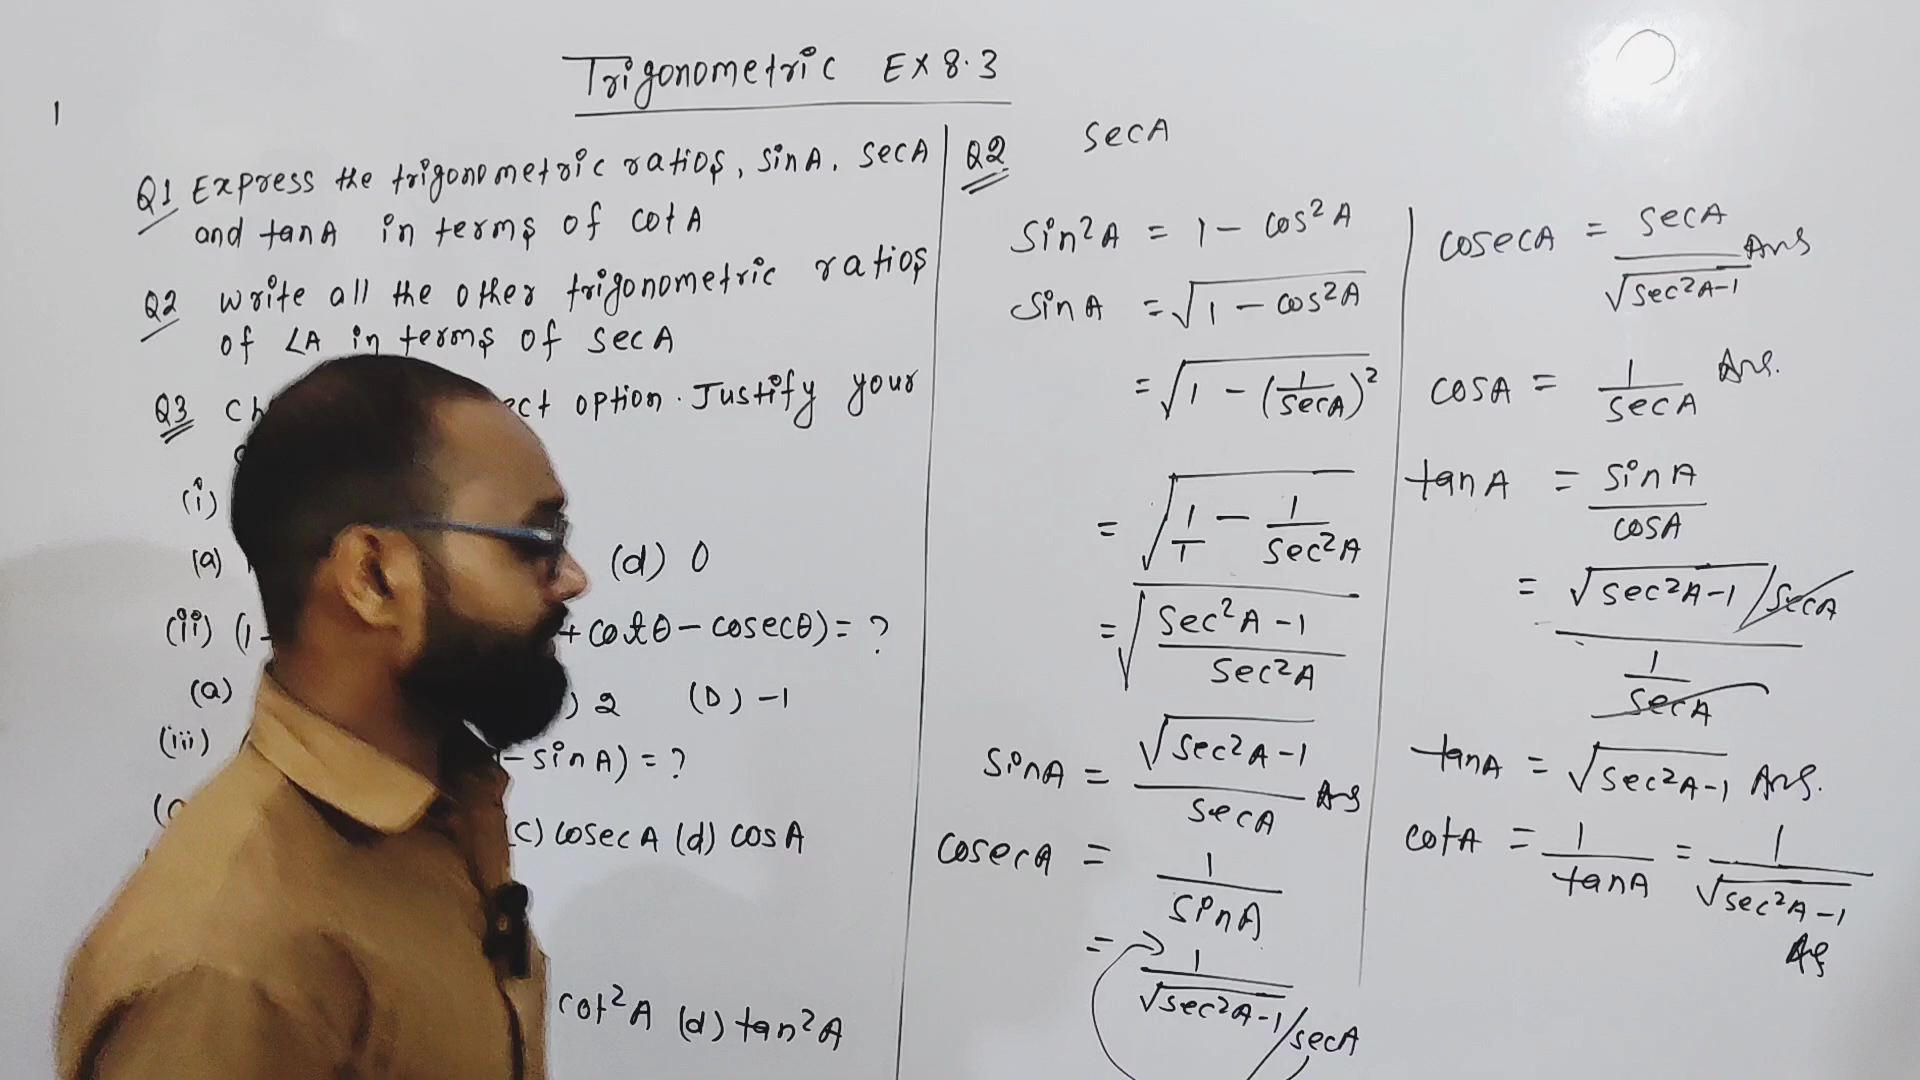 Trigonometric EX 8.3
Q1 Express the trigonometric ratios, sinA, secA
and tanA in terms of cotA
Q2 write all the other trigonometric ratios
of ∠A in terms of secA
Q3 option. Justify your
(i)
(a) (d) 0
(ii) (1- +cotθ-cosecθ)=?
(a) ) 2 (D) -1
(iii) -sinA)=?
(c) cosecA (d) cosA
cot²A (d) tan²A
Q2 secA
sin²A = 1-cos²A
sinA = √(1-cos²A)
= √(1-(1/secA)²)
= √(1/1 - 1/sec²A)
= √((sec²A-1)/sec²A)
sinA = √(sec²A-1)/secA Ans
cosecA = 1/sinA
= 1/(√(sec²A-1)/secA)
cosecA = secA/√(sec²A-1) Ans
cosA = 1/secA Ans.
tanA = sinA/cosA
= (√(sec²A-1)/secA)/(1/secA)
tanA = √(sec²A-1) Ans.
cotA = 1/tanA = 1/√(sec²A-1)
As